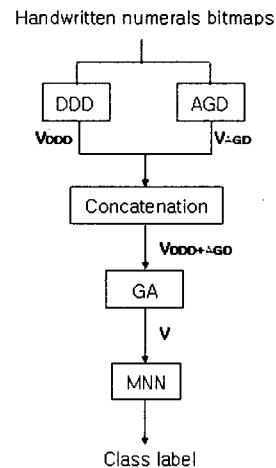 Handwritten numerals bitmaps
DDD AGD
VDDD VAGD
Concatenation
VDDD+AGD
GA
V
MNN
Class label